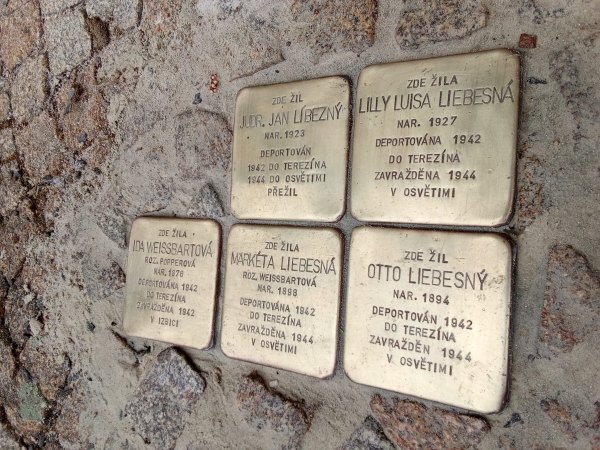 ZDE ŽIL
JUDR. JAN LÍBEZNÝ
NAR. 1923
DEPORTOVÁN
1942 DO TEREZÍNA
1944 DO OSVĚTIMI
PŘEŽIL
ZDE ŽILA
LILLY LUISA LIEBESNÁ
NAR. 1927
DEPORTOVÁNA 1942
DO TEREZÍNA
ZAVRAŽDĚNA 1944
V OSVĚTIMI
ZDE ŽILA
IDA WEISSBARTOVÁ
ROZ. POPPEROVÁ
NAR. 1876
DEPORTOVÁNA 1942
DO TEREZÍNA
ZAVRAŽDĚNA 1942
V IZBICI
ZDE ŽILA
MARKÉTA LIEBESNÁ
ROZ. WEISSBARTOVÁ
NAR. 1898
DEPORTOVÁNA 1942
DO TEREZÍNA
ZAVRAŽDĚNA 1944
V OSVĚTIMI
ZDE ŽIL
OTTO LIEBESNÝ
NAR. 1894
DEPORTOVÁN 1942
DO TEREZÍNA
ZAVRAŽDĚN 1944
V OSVĚTIMI